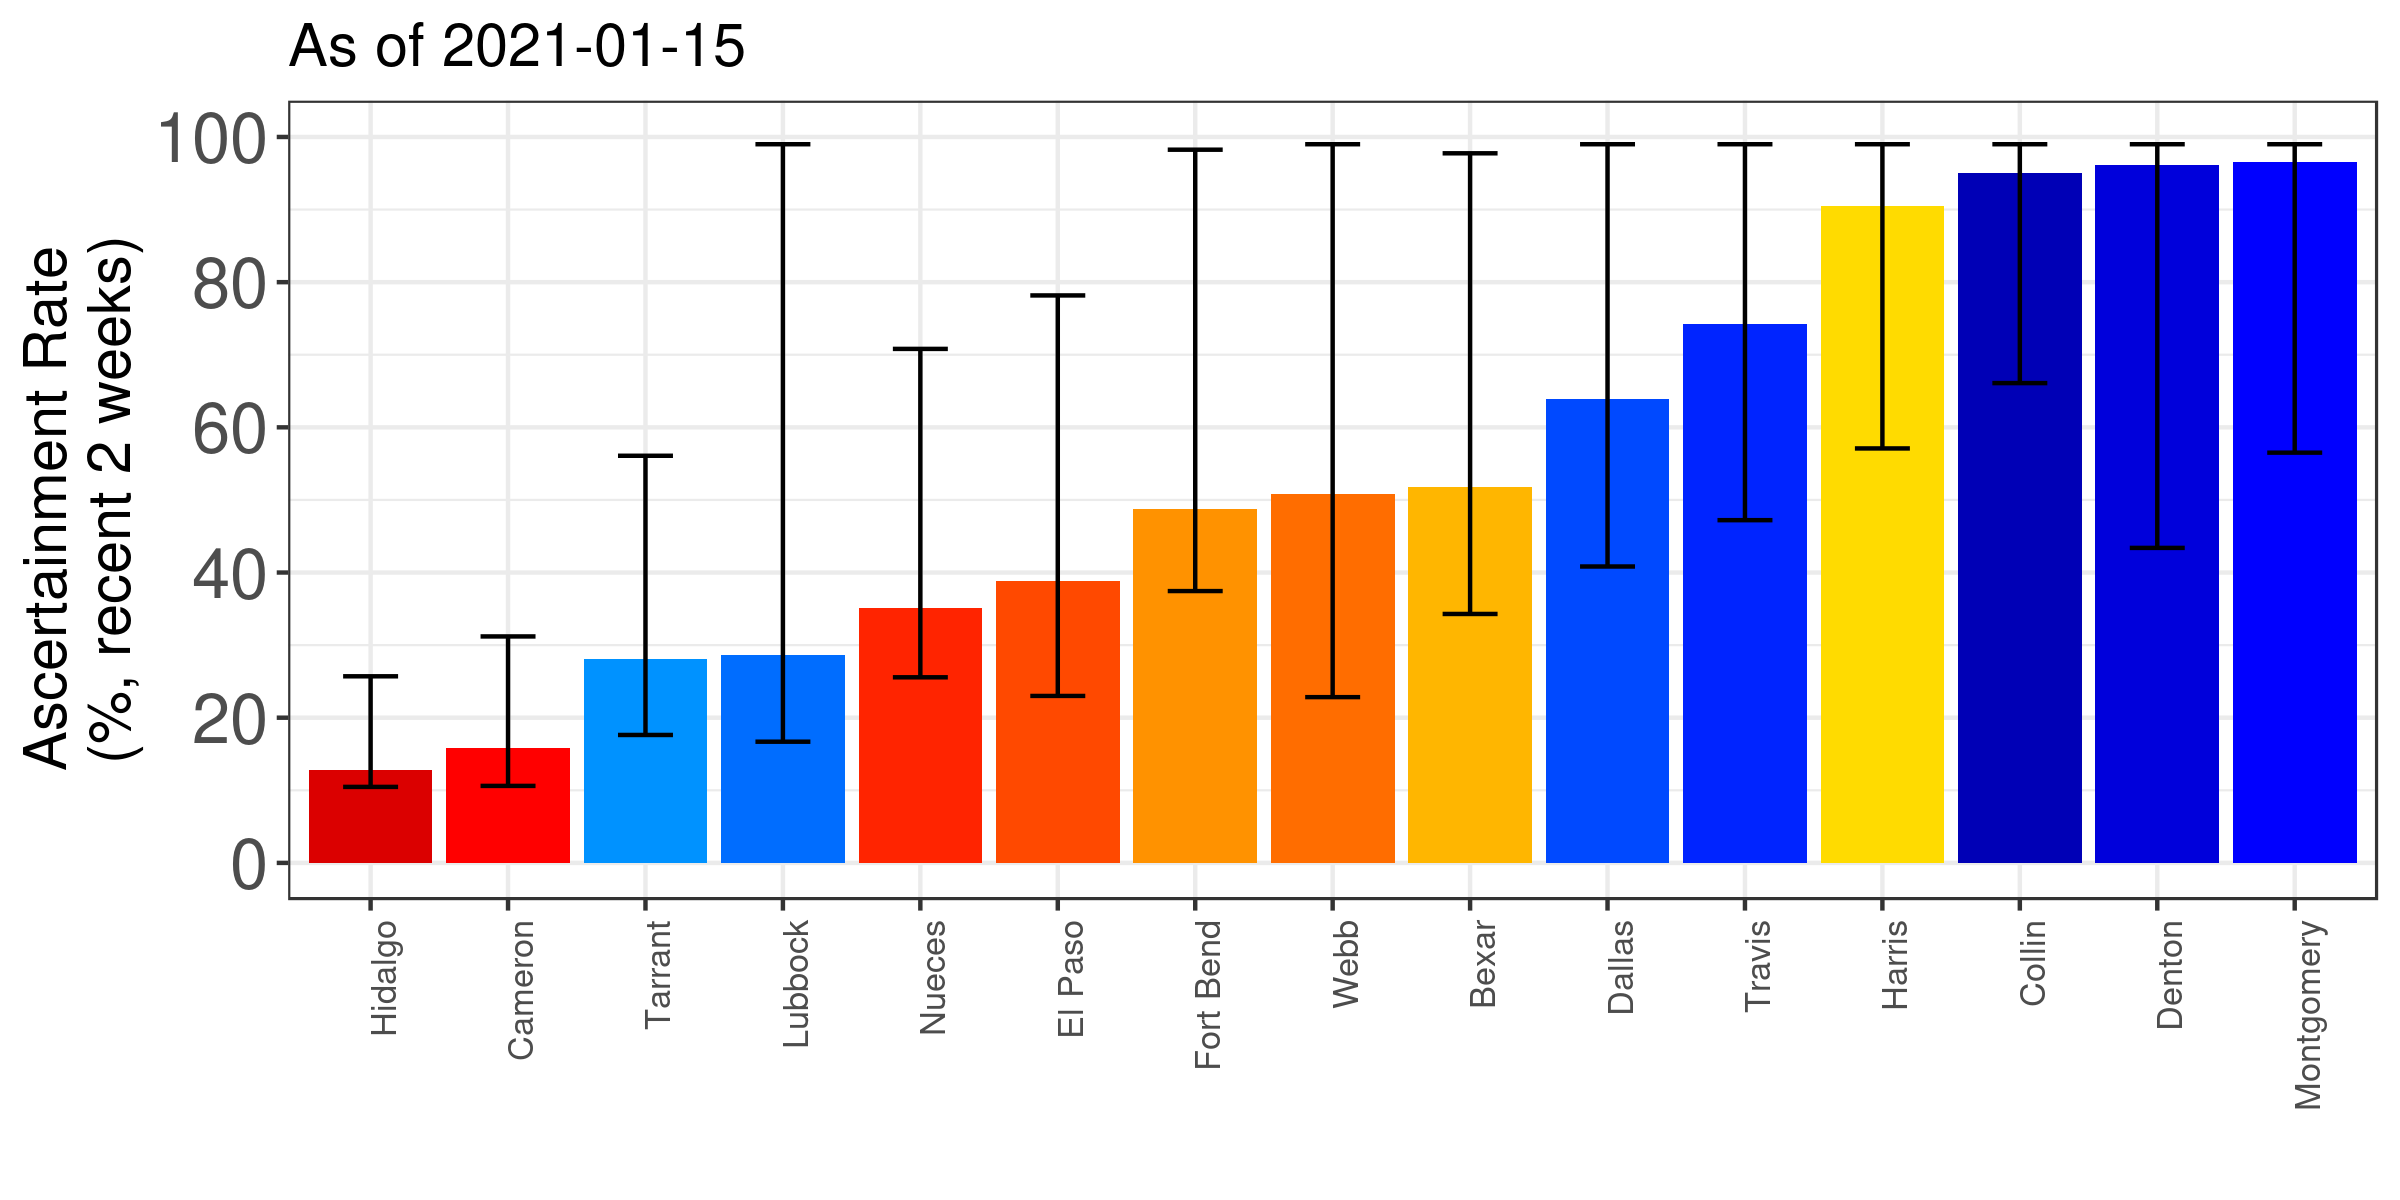 As of 2021-01-15
Ascertainment Rate
(%, recent 2 weeks)
100
80
60
40
20
0
Hidalgo
Cameron
Tarrant
Lubbock
Nueces
El Paso
Fort Bend
Webb
Bexar
Dallas
Travis
Harris
Collin
Denton
Montgomery